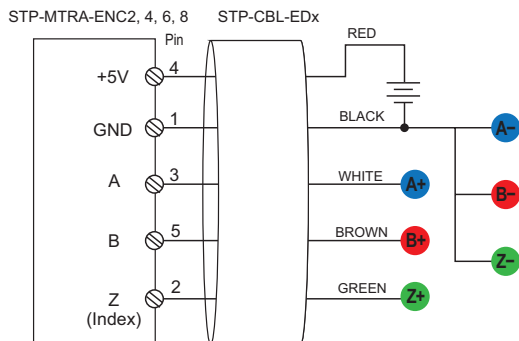 STP-MTRA-ENC2, 4, 6, 8 STP-CBL-EDx
Pin
RED
+5V 4
GND 1 BLACK A−
A 3 WHITE A+
B− 
B 5 BROWN B+
Z−
Z 2 GREEN Z+
(Index)